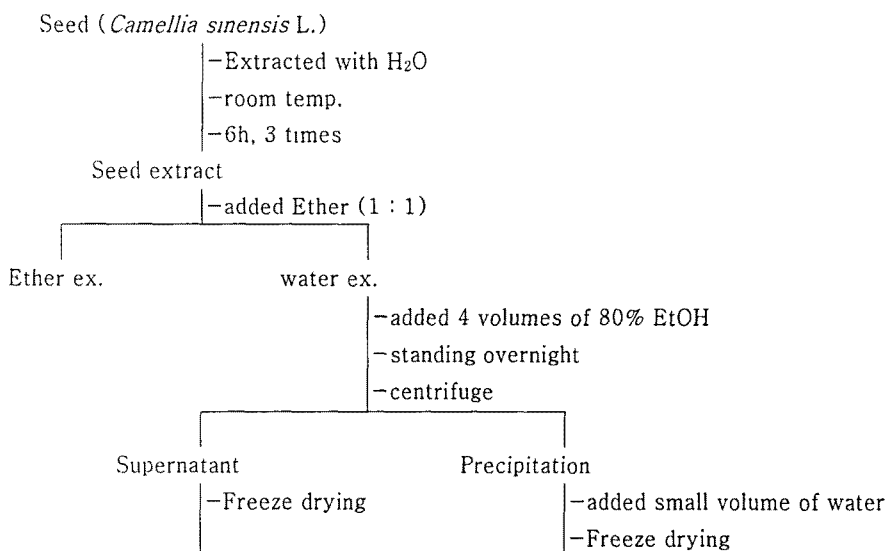 Seed (Camellia sinensis L.)
-Extracted with H₂O
-room temp.
-6h, 3 times
Seed extract
-added Ether (1 : 1)
Ether ex. water ex.
-added 4 volumes of 80% EtOH
-standing overnight
-centrifuge
Supernatant Precipitation
-Freeze drying -added small volume of water
-Freeze drying